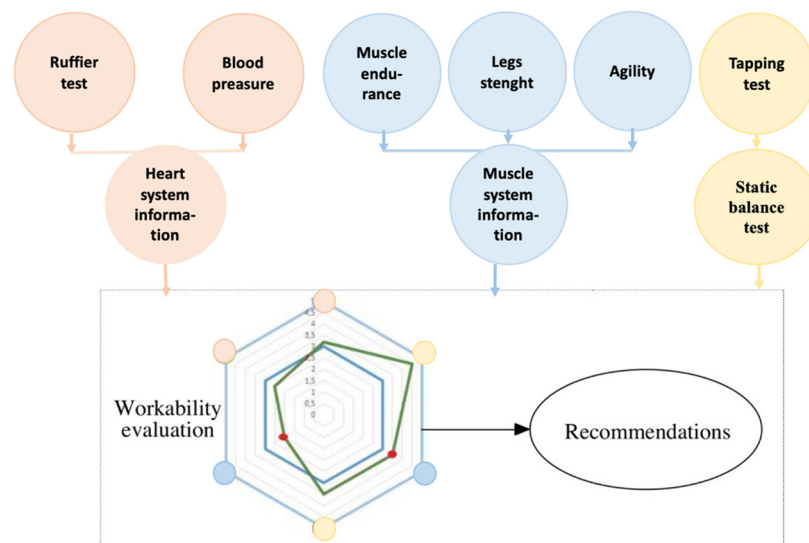 Ruffier
test
Blood
preasure
Muscle
endu-
rance
Legs
stenght
Agility
Tapping
test
Heart
system
informa-
tion
Muscle
system
informa-
tion
Static
balance
test
5
4,5
4
3,5
3
2,5
2
1,5
1
0,5
0
Workability
evaluation
Recommendations